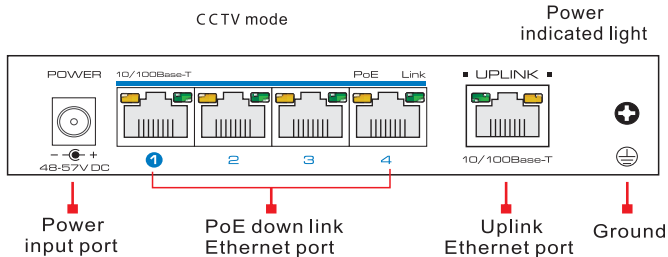 CCTV mode
Power
indicated light
POWER
10/100Base-T
PoE Link
UPLINK
1 2 3 4
10/100Base-T
- +
48-57V DC
Power
input port
PoE down link
Ethernet port
Uplink
Ethernet port
Ground